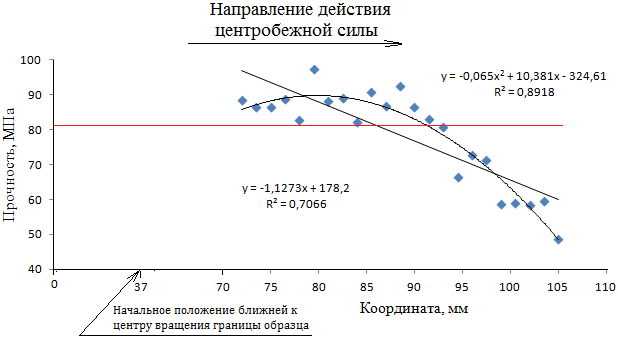 Направление действия
центробежной силы
100
90
80
70
60
50
40
Прочность, МПа
y = -0,065x² + 10,381x - 324,61
R² = 0,8918
y = -1,1273x + 178,2
R² = 0,7066
0 37 70 75 80 85 90 95 100 105 110
Координата, мм
Начальное положение ближней к
центру вращения границы образца